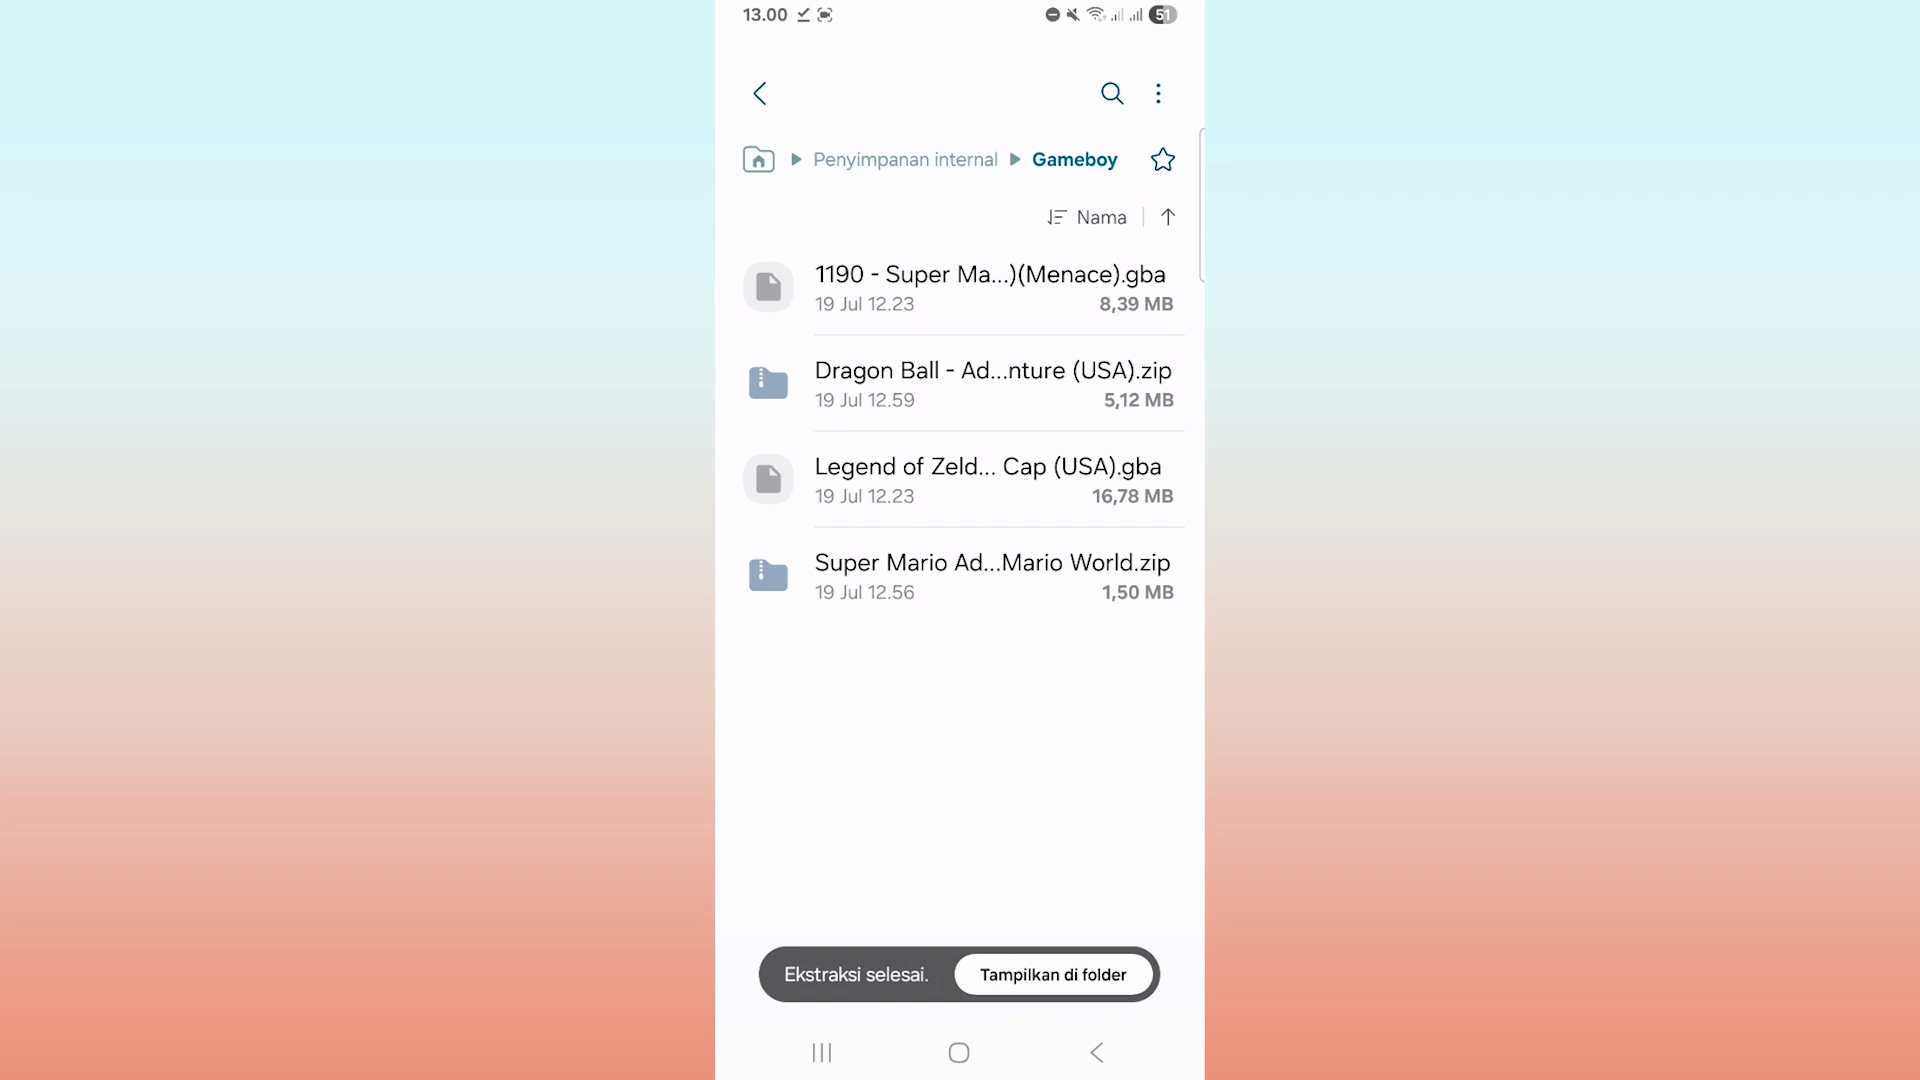 13.00
51
Penyimpanan internal Gameboy
Nama
1190 - Super Ma...)(Menace).gba
19 Jul 12.23 8,39 MB
Dragon Ball - Ad...nture (USA).zip
19 Jul 12.59 5,12 MB
Legend of Zeld... Cap (USA).gba
19 Jul 12.23 16,78 MB
Super Mario Ad...Mario World.zip
19 Jul 12.56 1,50 MB
Ekstraksi selesai. Tampilkan di folder